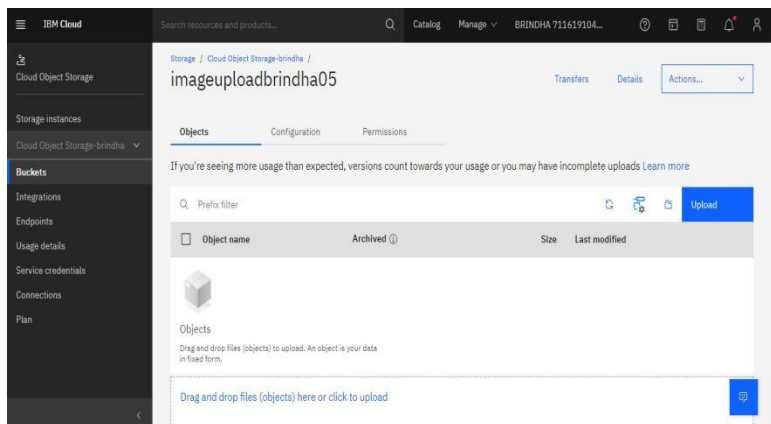 IBM Cloud
Search resources and products...
Catalog
Manage
BRINDHA 711619104...
Cloud Object Storage
Storage instances
Cloud Object Storage-brindha
Buckets
Integrations
Endpoints
Usage details
Service credentials
Connections
Plan
Storage / Cloud Object Storage-brindha /
imageuploadbrindha05
Transfers
Details
Actions...
Objects
Configuration
Permissions
If you're seeing more usage than expected, versions count towards your usage or you may have incomplete uploads Learn more
Prefix filter
Upload
Object name
Archived
Size
Last modified
Objects
Drag and drop files (objects) to upload. An object is your data
in fixed form.
Drag and drop files (objects) here or click to upload